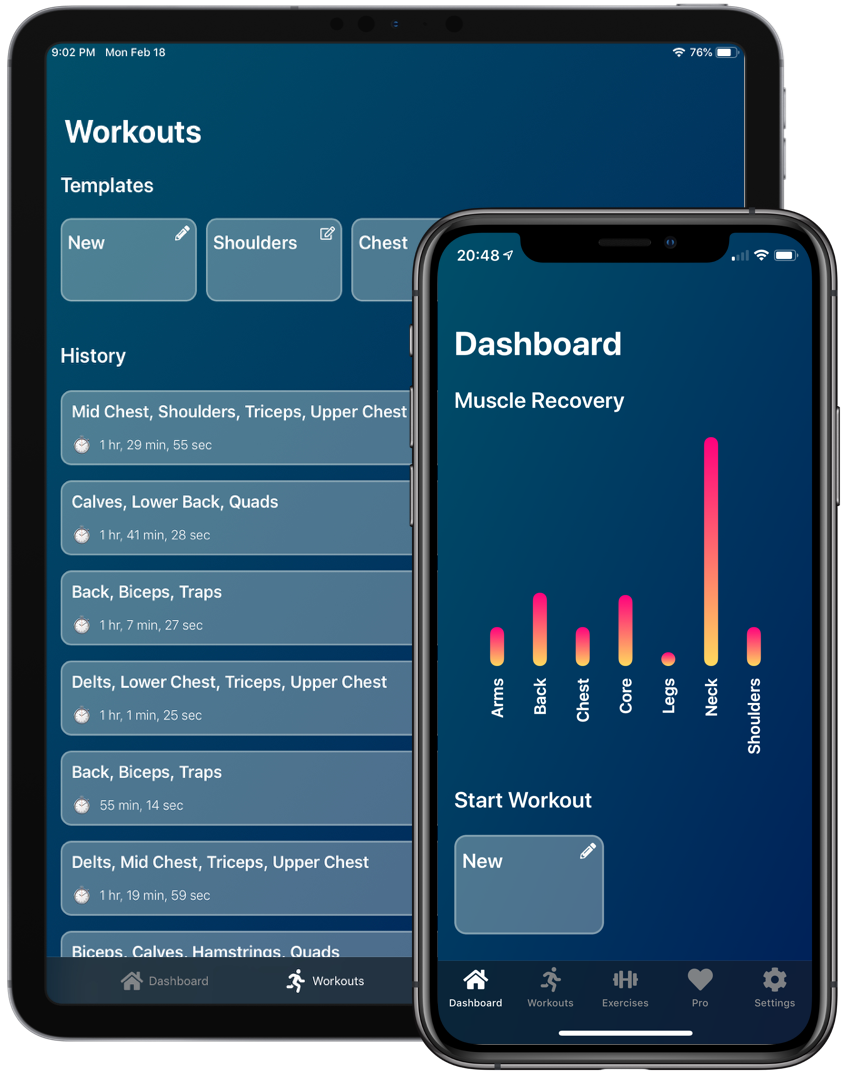 9:02 PM Mon Feb 18
76%
Workouts
Templates
New
Shoulders
Chest
History
Mid Chest, Shoulders, Triceps, Upper Chest
1 hr, 29 min, 55 sec
Calves, Lower Back, Quads
1 hr, 41 min, 28 sec
Back, Biceps, Traps
1 hr, 7 min, 27 sec
Delts, Lower Chest, Triceps, Upper Chest
1 hr, 1 min, 25 sec
Back, Biceps, Traps
55 min, 14 sec
Delts, Mid Chest, Triceps, Upper Chest
1 hr, 19 min, 59 sec
Biceps, Calves, Hamstrings, Quads
Dashboard
Workouts
20:48
Dashboard
Muscle Recovery
Arms
Back
Chest
Core
Legs
Neck
Shoulders
Start Workout
New
Dashboard
Workouts
Exercises
Pro
Settings